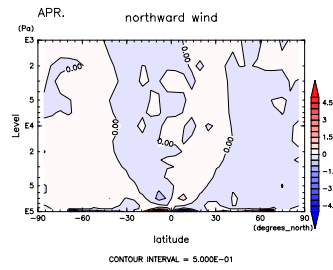 APR.
northward wind
(Pa)
E3
2
5
E4
2
5
E5
Level
0.00
0.00
0.00
0.00
0.00
-90 -60 -30 0 30 60 90
(degrees_north)
latitude
4.5
3
1.5
0
-1.5
-3
-4.
CONTOUR INTERVAL = 5.000E-01